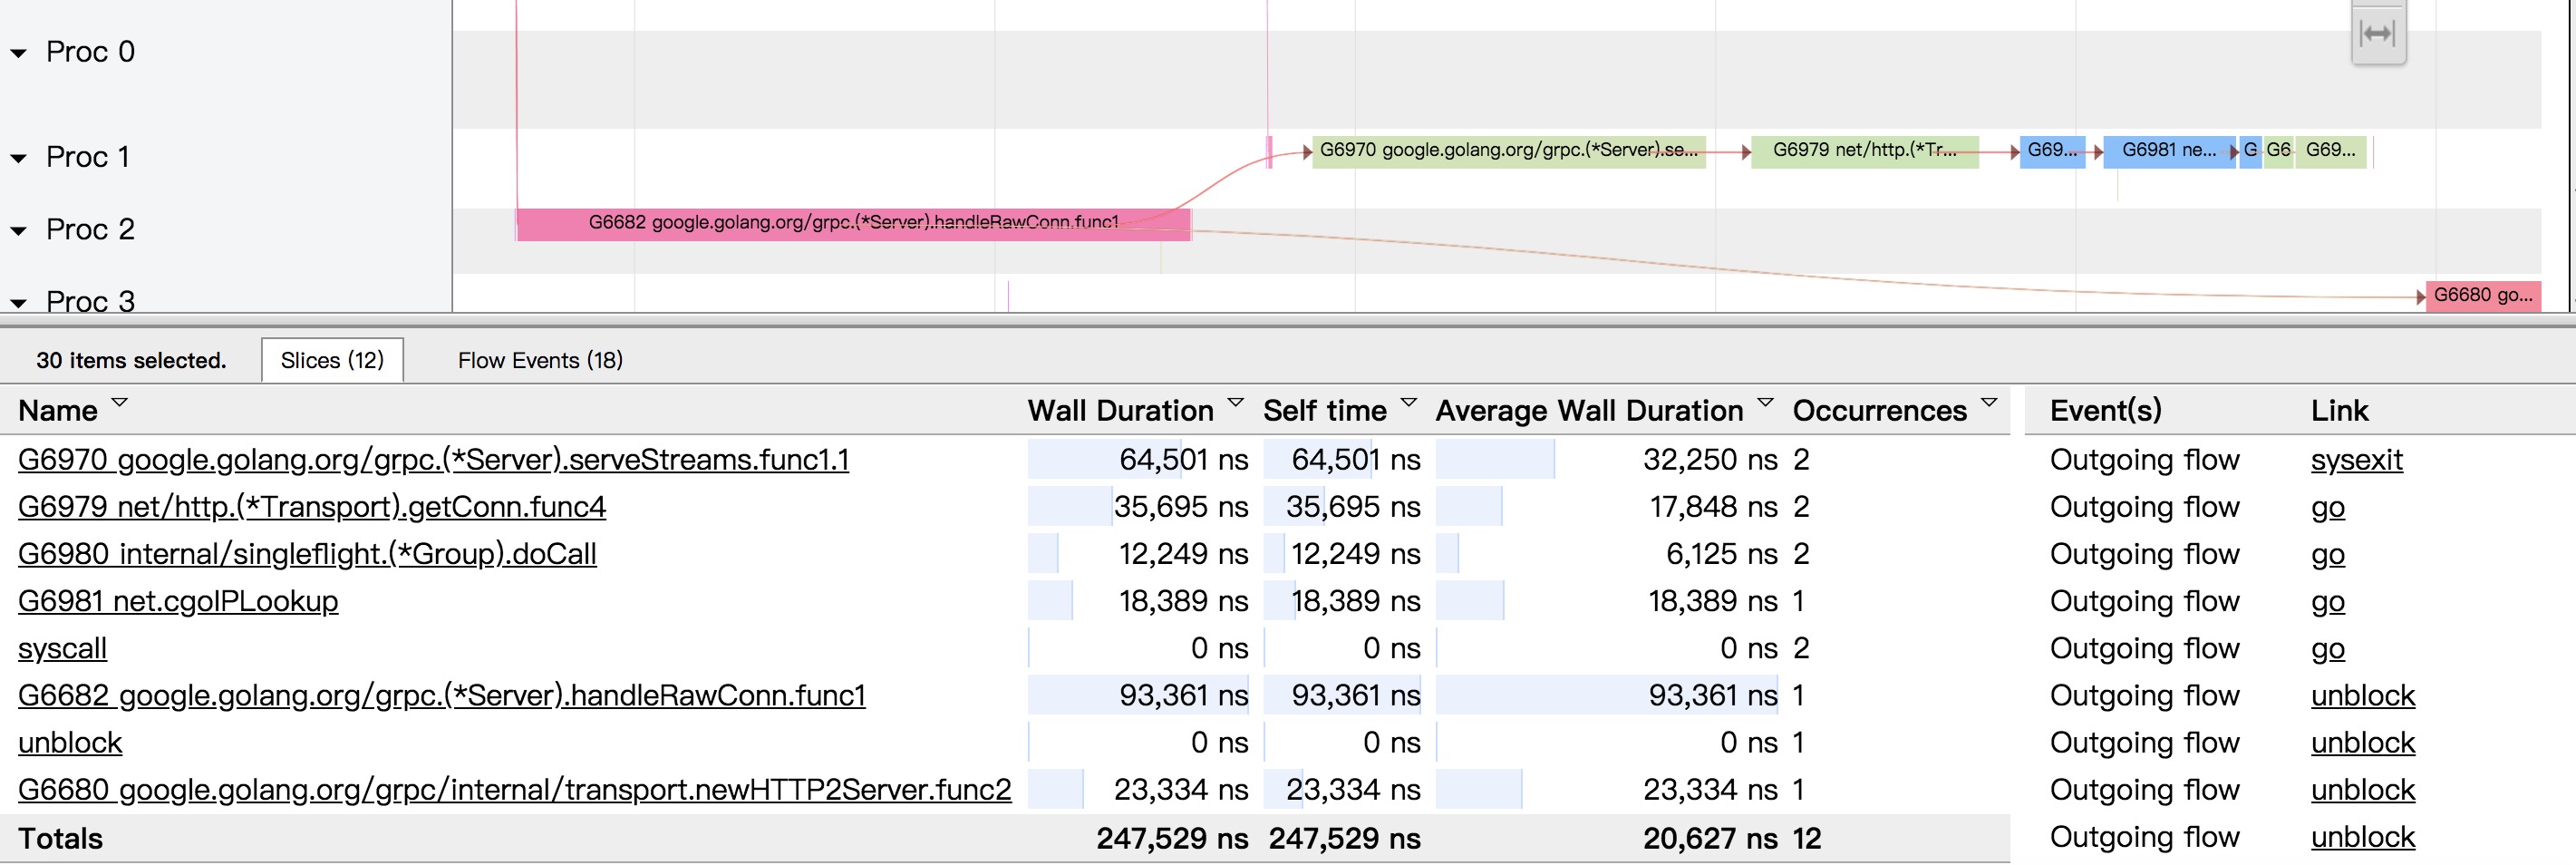 Proc 0
Proc 1
G6970 google.golang.org/grpc.(*Server).se...
G6979 net/http.(*Tr...
G69...
G6981 ne...
G
G6
G69...
Proc 2
G6682 google.golang.org/grpc.(*Server).handleRawConn.func1
Proc 3
G6680 go...
30 items selected. Slices (12) Flow Events (18)
Name Wall Duration Self time Average Wall Duration Occurrences Event(s) Link
G6970 google.golang.org/grpc.(*Server).serveStreams.func1.1 64,501 ns 64,501 ns 32,250 ns 2 Outgoing flow sysexit
G6979 net/http.(*Transport).getConn.func4 35,695 ns 35,695 ns 17,848 ns 2 Outgoing flow go
G6980 internal/singleflight.(*Group).doCall 12,249 ns 12,249 ns 6,125 ns 2 Outgoing flow go
G6981 net.cgoIPLookup 18,389 ns 18,389 ns 18,389 ns 1 Outgoing flow go
syscall 0 ns 0 ns 0 ns 2 Outgoing flow go
G6682 google.golang.org/grpc.(*Server).handleRawConn.func1 93,361 ns 93,361 ns 93,361 ns 1 Outgoing flow unblock
unblock 0 ns 0 ns 0 ns 1 Outgoing flow unblock
G6680 google.golang.org/grpc/internal/transport.newHTTP2Server.func2 23,334 ns 23,334 ns 23,334 ns 1 Outgoing flow unblock
Totals 247,529 ns 247,529 ns 20,627 ns 12 Outgoing flow unblock